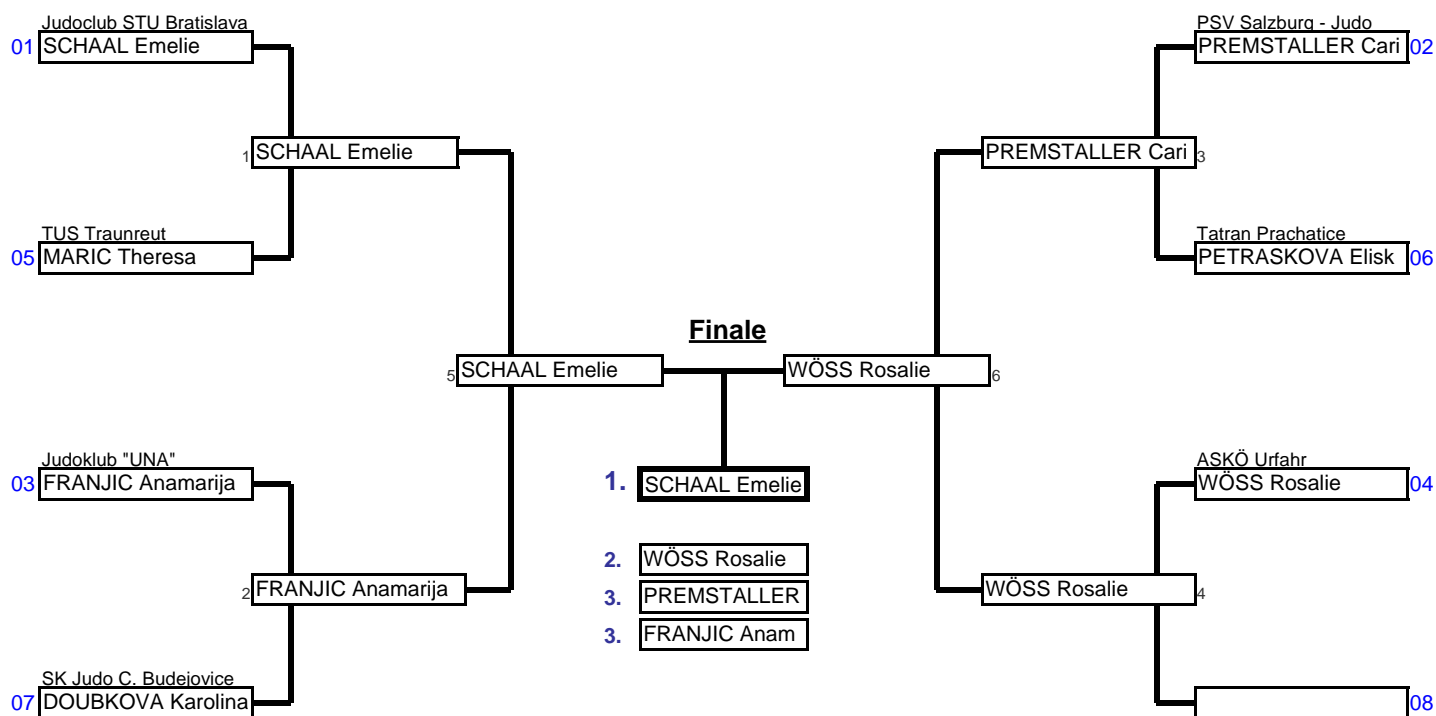 Judoclub STU Bratislava
01 SCHAAL Emelie
PSV Salzburg - Judo
PREMSTALLER Cari 02
1 SCHAAL Emelie
PREMSTALLER Cari 3
TUS Traunreut
05 MARIC Theresa
Tatran Prachatice
PETRASKOVA Elisk 06
Finale
5 SCHAAL Emelie
WÖSS Rosalie 6
Judoklub "UNA"
03 FRANJIC Anamarija
1. SCHAAL Emelie
ASKÖ Urfahr
WÖSS Rosalie 04
2. WÖSS Rosalie
3. PREMSTALLER
3. FRANJIC Anam
2 FRANJIC Anamarija
WÖSS Rosalie 4
SK Judo C. Budejovice
07 DOUBKOVA Karolina
08